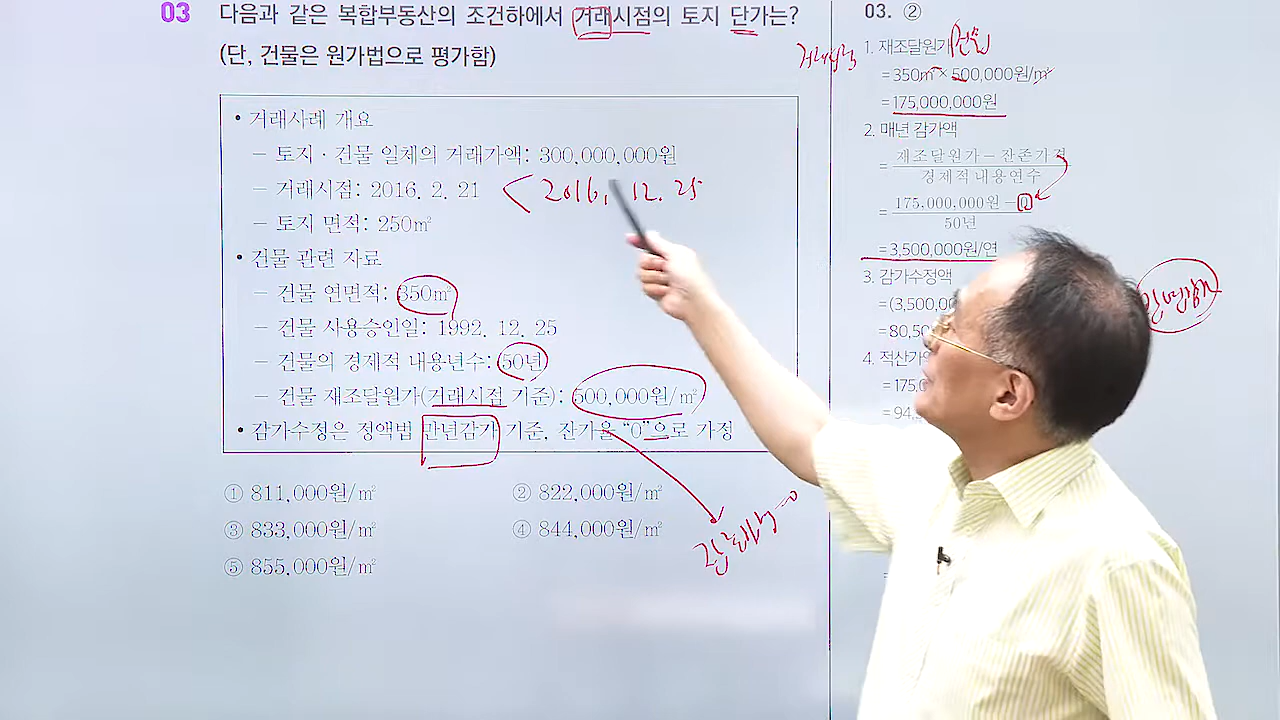 03 다음과 같은 복합부동산의 조건하에서 거래시점의 토지 단가는?
(단, 건물은 원가법으로 평가함)
• 거래사례 개요
– 토지·건물 일체의 거래가액: 300,000,000원
– 거래시점: 2016. 2. 21
2016. 12. 25
– 토지 면적: 250㎡
• 건물 관련 자료
– 건물 연면적: 350㎡
– 건물 사용승인일: 1992. 12. 25
– 건물의 경제적 내용년수: 50년
– 건물 재조달원가(거래시점 기준): 500,000원/㎡
• 감가수정은 정액법 만년감가 기준, 잔가율 “0”으로 가정
① 811,000원/㎡
② 822,000원/㎡
③ 833,000원/㎡
④ 844,000원/㎡
⑤ 855,000원/㎡
03. ②
1. 재조달원가 건물
=350㎡×500,000원/㎡
=175,000,000원
2. 매년 감가액
= 재조달원가－잔존가격
경제적 내용연수
= 175,000,000원－0
50년
=3,500,000원/연
3. 감가수정액
=(3,500,00
=80,50
4. 적산가액
=175,0
=94,